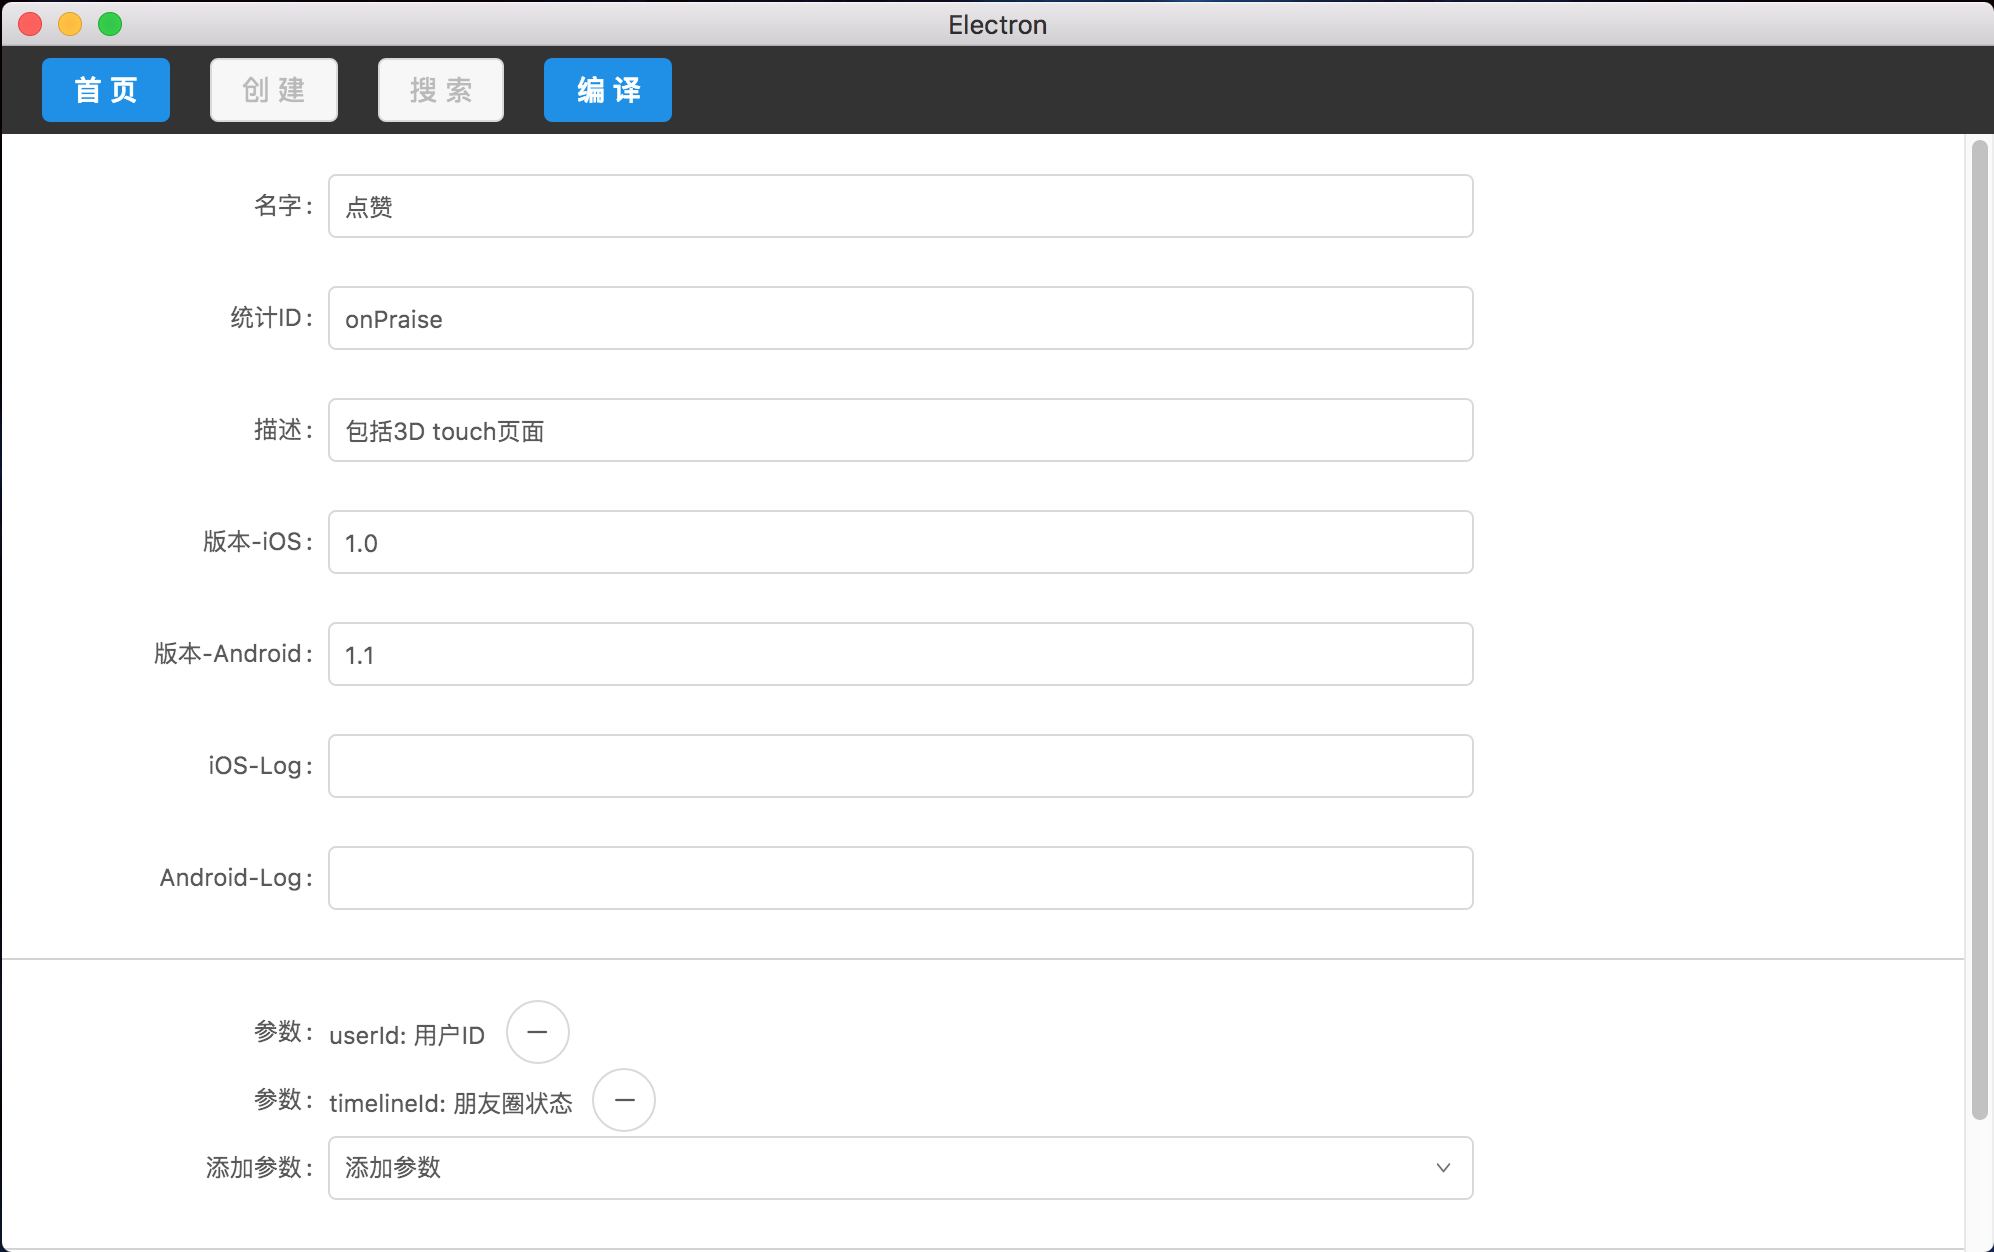 Electron
首页 创建 搜索 编译
名字: 点赞
统计ID: onPraise
描述: 包括3D touch页面
版本-iOS: 1.0
版本-Android: 1.1
iOS-Log:
Android-Log:
参数: userId: 用户ID
参数: timelineId: 朋友圈状态
添加参数: 添加参数